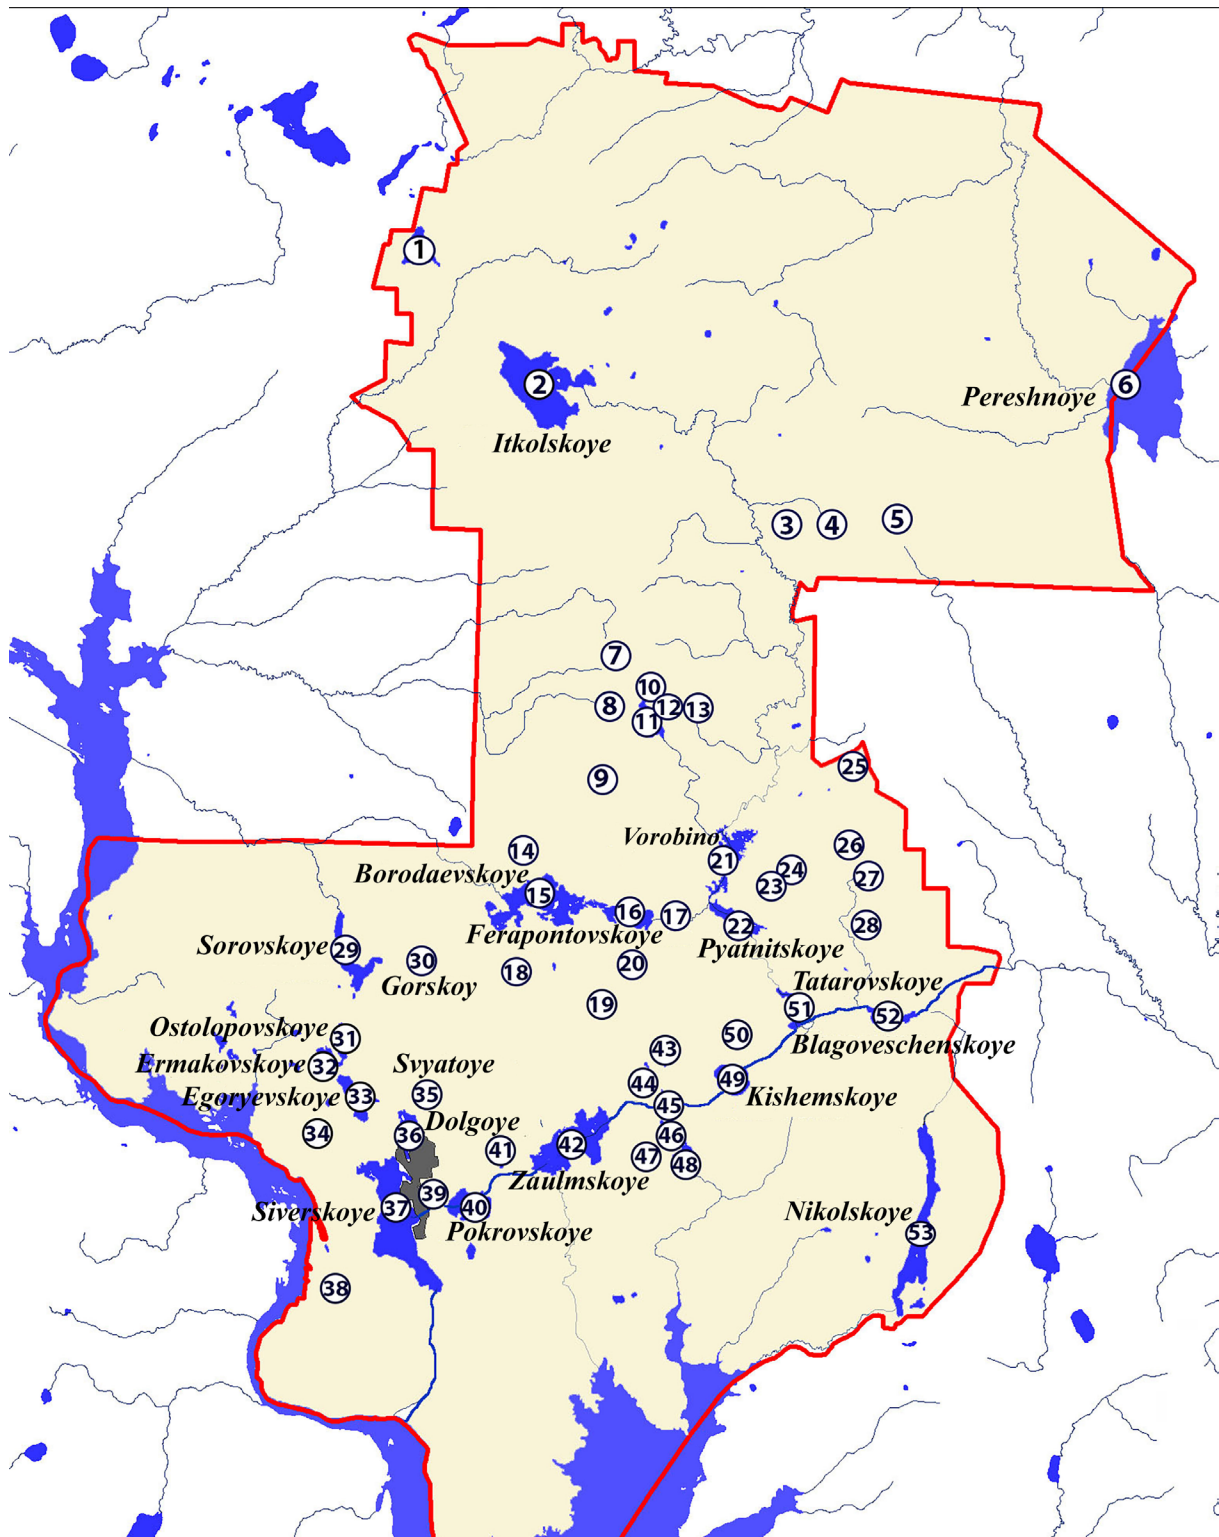 1
2
Itkolskoye
Pereshnoye 6
3 4 5
7
8
10
11 12 13
9
25
14
Borodaevskoye
15
Vorobino
21
26
24
23
27
16 17
Ferapontovskoye
22
Pyatnitskoye
28
Sorovskoye 29
30
Gorskoy
18
20
19
Tatarovskoye
51 52
Blagoveschenskoye
Ostolopovskoye 31
Ermakovskoye 32
Egoryevskoye 33
Svyatoye
35
50
43
44
49
Kishemskoye
45
34
Dolgoye
36
41
42
Zaulmskoye
46
47 48
Siverskoye 37
39
40
Pokrovskoye
Nikolskoye
53
38